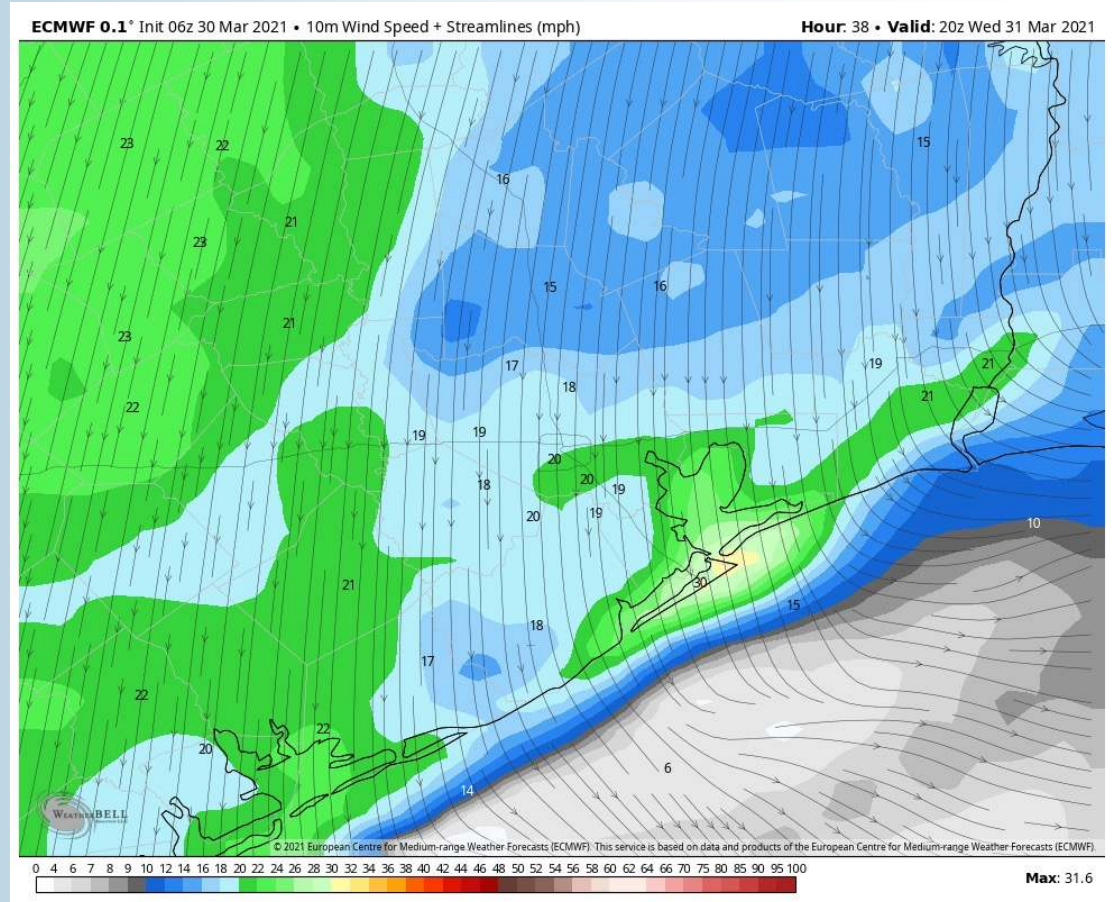 ECMWF 0.1° Init 06z 30 Mar 2021 • 10m Wind Speed + Streamlines (mph) Hour: 38 • Valid: 20z Wed 31 Mar 2021
23 22 15
16
21
23
15 16
21
23
17 19 21
18
22 21
19 19
20
18 20 19
20 19
10
30
21
15
18
17
22
22
20
6
14
WEATHERBELL
© 2021 European Centre for Medium-range Weather Forecasts (ECMWF). This service is based on data and products of the European Centre for Medium-range Weather Forecasts (ECMWF).
0 4 6 7 8 9 10 12 14 16 18 20 22 24 26 28 30 32 34 36 38 40 42 44 46 48 50 52 54 56 58 60 62 64 66 70 75 80 85 90 95 100
Max: 31.6